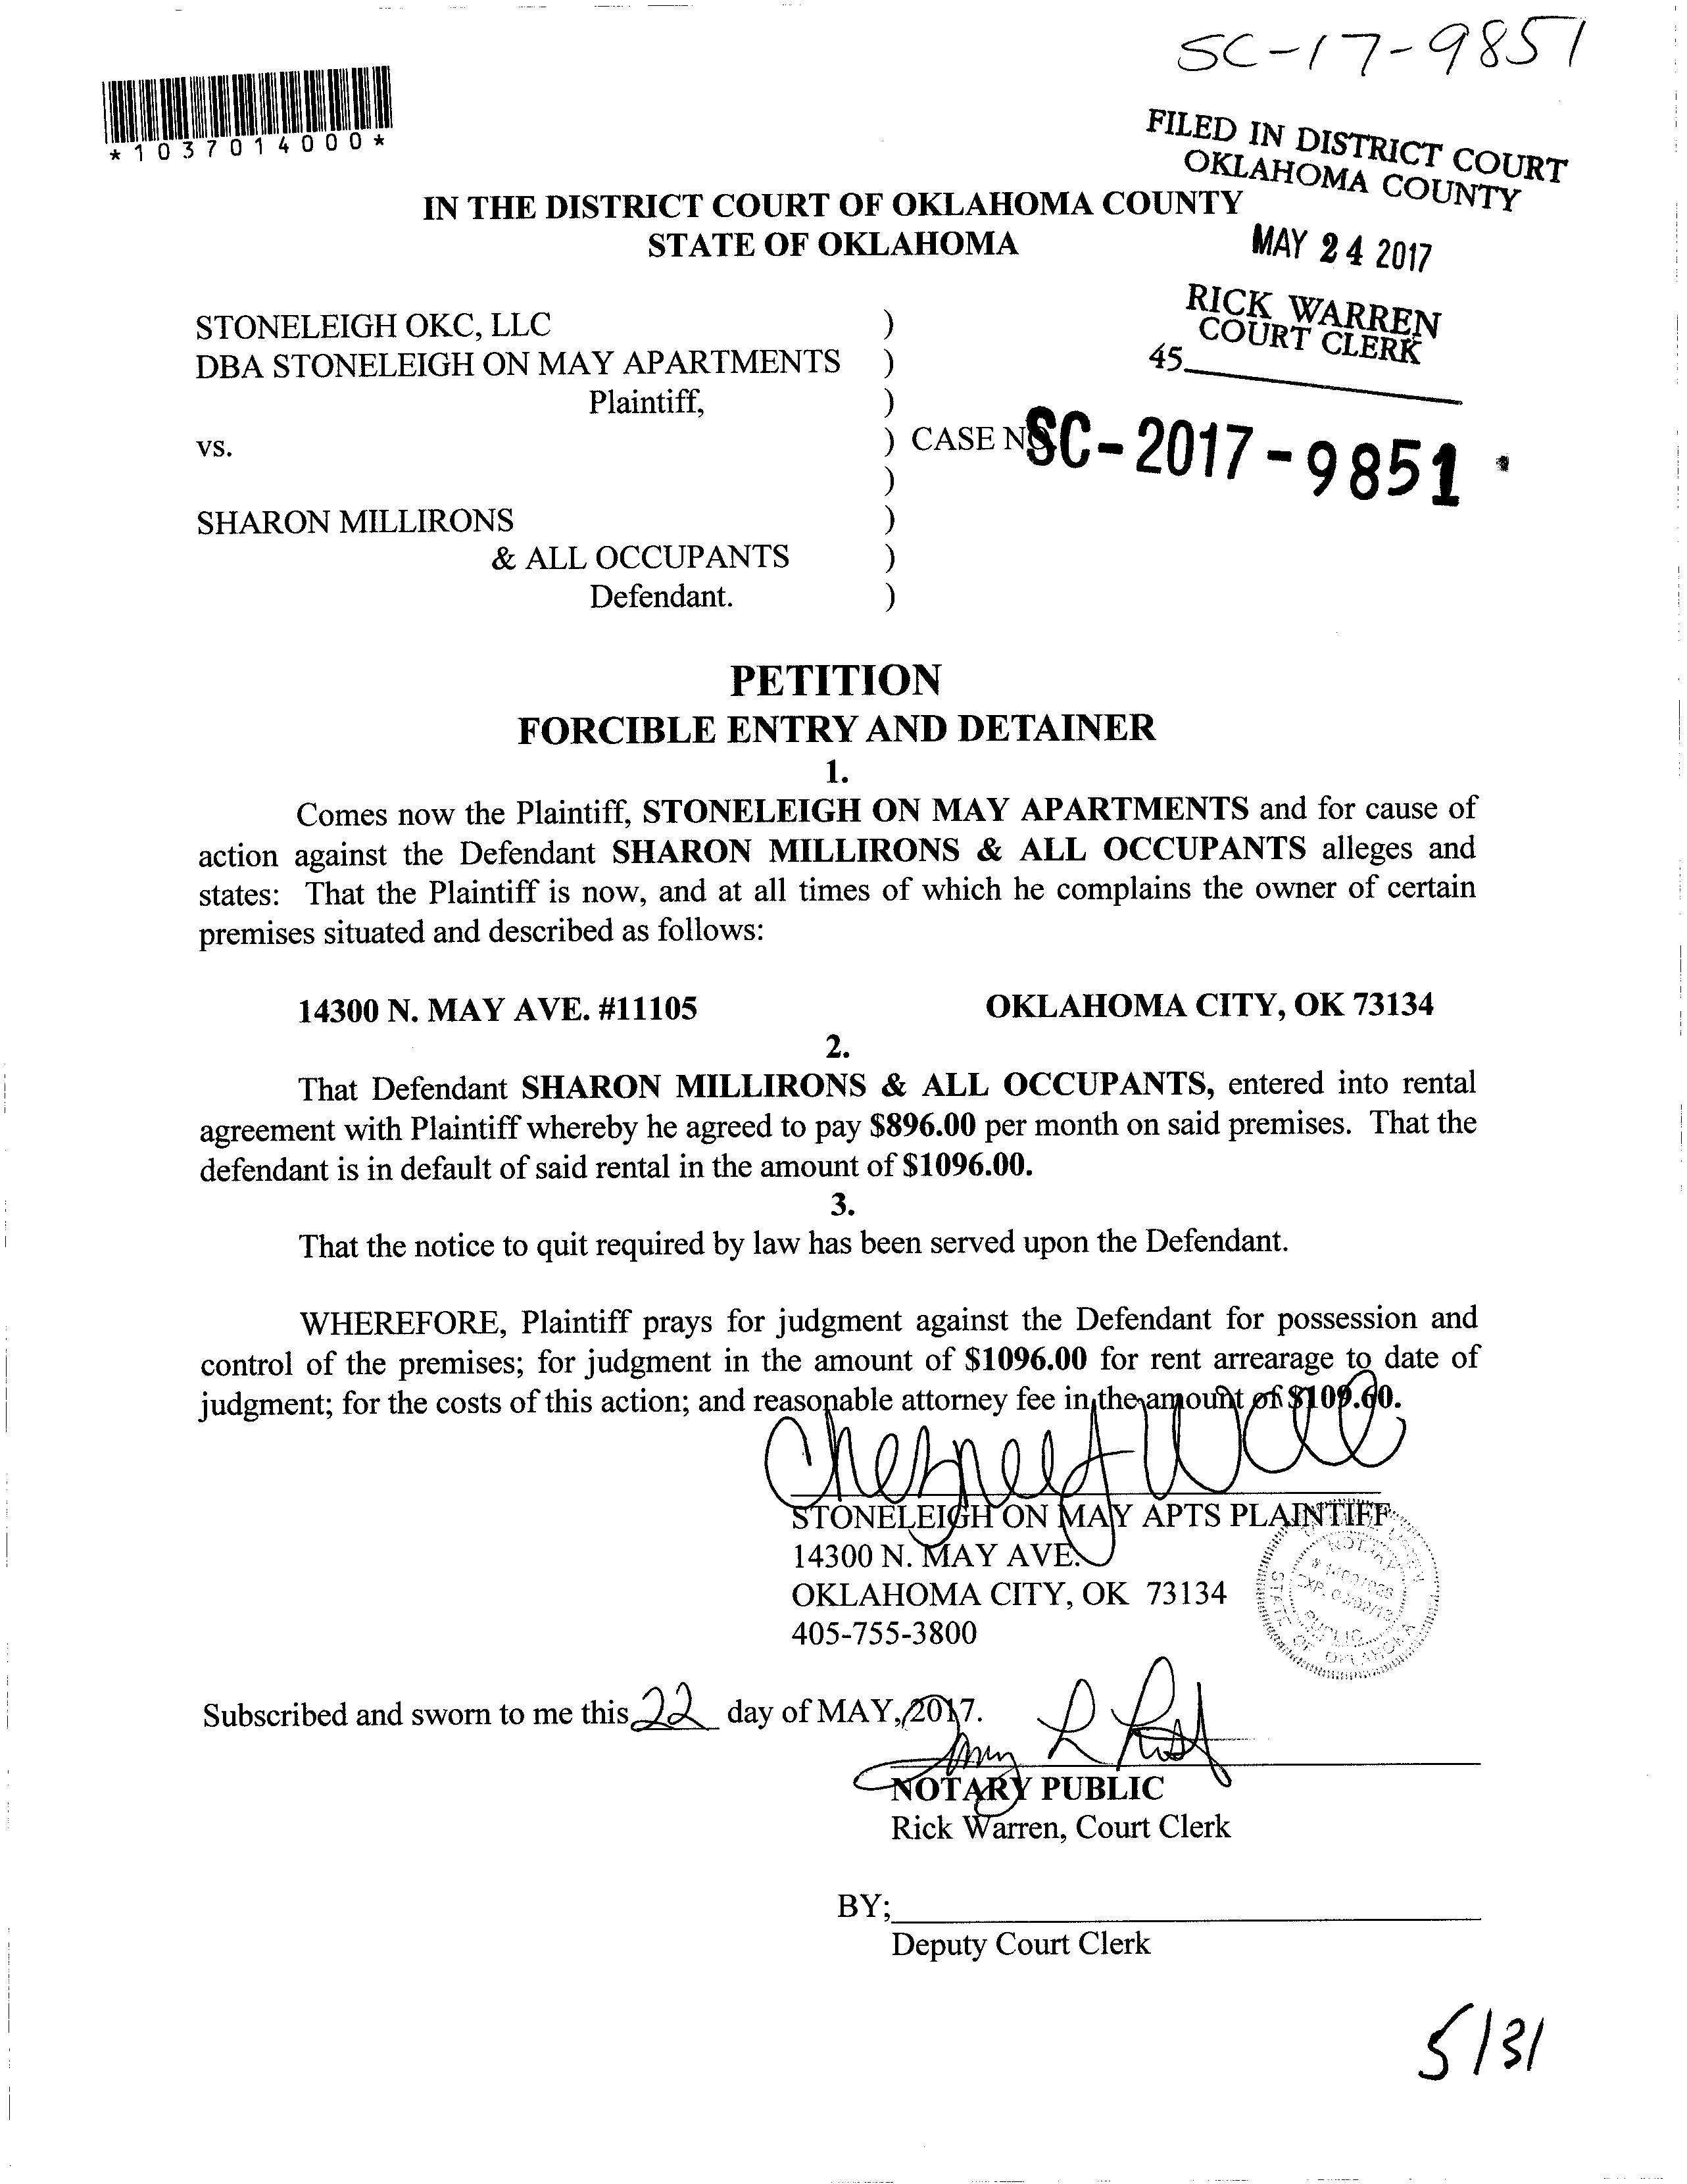 SC-17-9851
*1037014000*
FILED IN DISTRICT COURT
OKLAHOMA COUNTY
IN THE DISTRICT COURT OF OKLAHOMA COUNTY
STATE OF OKLAHOMA
MAY 24 2017
RICK WARREN
COURT CLERK
45
STONELEIGH OKC, LLC )
DBA STONELEIGH ON MAY APARTMENTS )
Plaintiff, )
vs. ) CASE NO SC-2017-9851
)
SHARON MILLIRONS )
& ALL OCCUPANTS )
Defendant. )
PETITION
FORCIBLE ENTRY AND DETAINER
1.
Comes now the Plaintiff, STONELEIGH ON MAY APARTMENTS and for cause of
action against the Defendant SHARON MILLIRONS & ALL OCCUPANTS alleges and
states: That the Plaintiff is now, and at all times of which he complains the owner of certain
premises situated and described as follows:
14300 N. MAY AVE. #11105 OKLAHOMA CITY, OK 73134
2.
That Defendant SHARON MILLIRONS & ALL OCCUPANTS, entered into rental
agreement with Plaintiff whereby he agreed to pay $896.00 per month on said premises. That the
defendant is in default of said rental in the amount of $1096.00.
3.
That the notice to quit required by law has been served upon the Defendant.
WHEREFORE, Plaintiff prays for judgment against the Defendant for possession and
control of the premises; for judgment in the amount of $1096.00 for rent arrearage to date of
judgment; for the costs of this action; and reasonable attorney fee in the amount of $109.60.
STONELEIGH ON MAY APTS PLAINTIFF
14300 N. MAY AVE.
OKLAHOMA CITY, OK 73134
405-755-3800
NOTARY
PUBLIC
STATE OF OKLAHOMA
Subscribed and sworn to me this 22 day of MAY, 2017.
NOTARY PUBLIC
Rick Warren, Court Clerk
BY;
Deputy Court Clerk
5/31